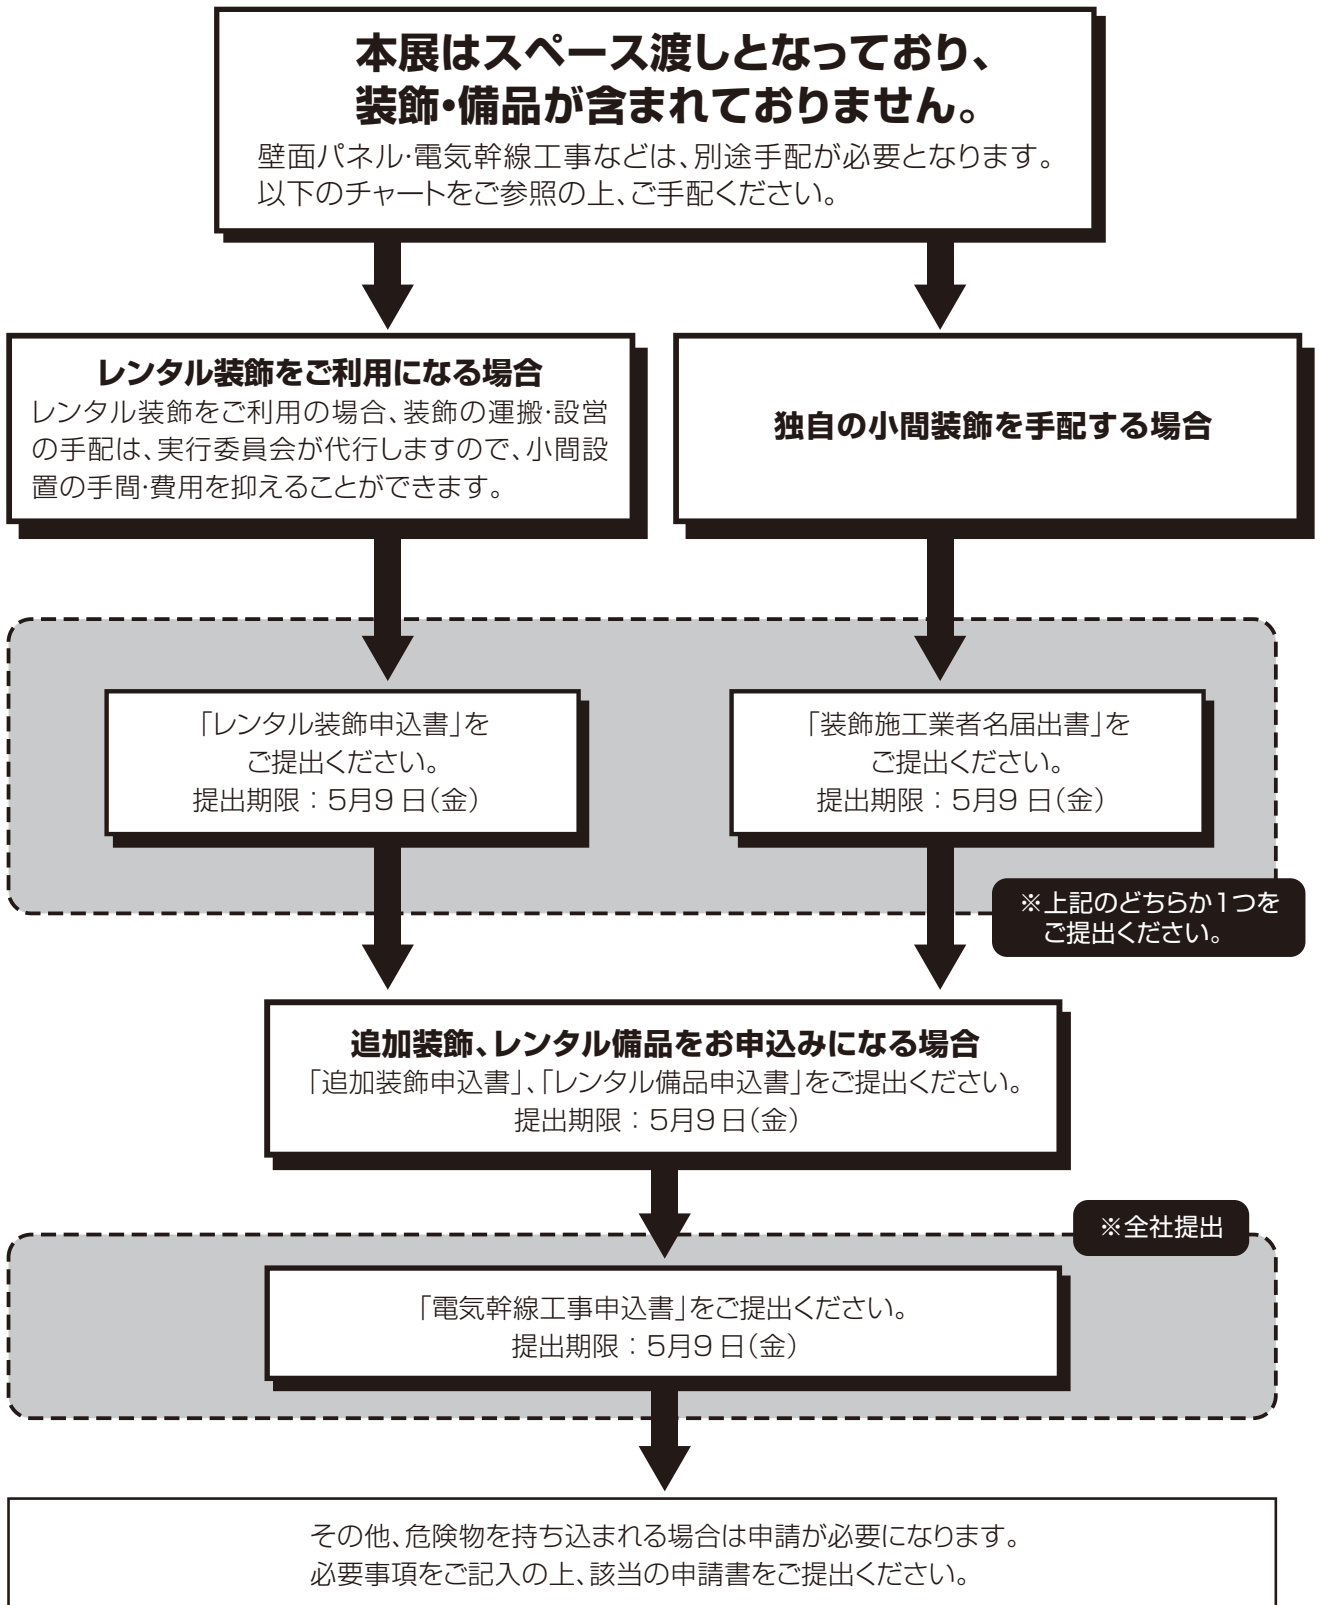 本展はスペース渡しとなっており、
装飾・備品が含まれておりません。
壁面パネル・電気幹線工事などは、別途手配が必要となります。
以下のチャートをご参照の上、ご手配ください。
レンタル装飾をご利用になる場合
レンタル装飾をご利用の場合、装飾の運搬・設営
の手配は、実行委員会が代行しますので、小間設
置の手間・費用を抑えることができます。
独自の小間装飾を手配する場合
「レンタル装飾申込書」を
ご提出ください。
提出期限：5月9日（金）
「装飾施工業者名届出書」を
ご提出ください。
提出期限：5月9日（金）
※上記のどちらか1つを
ご提出ください。
追加装飾、レンタル備品をお申込みになる場合
「追加装飾申込書」、「レンタル備品申込書」をご提出ください。
提出期限：5月9日（金）
※全社提出
「電気幹線工事申込書」をご提出ください。
提出期限：5月9日（金）
その他、危険物を持ち込まれる場合は申請が必要になります。
必要事項をご記入の上、該当の申請書をご提出ください。